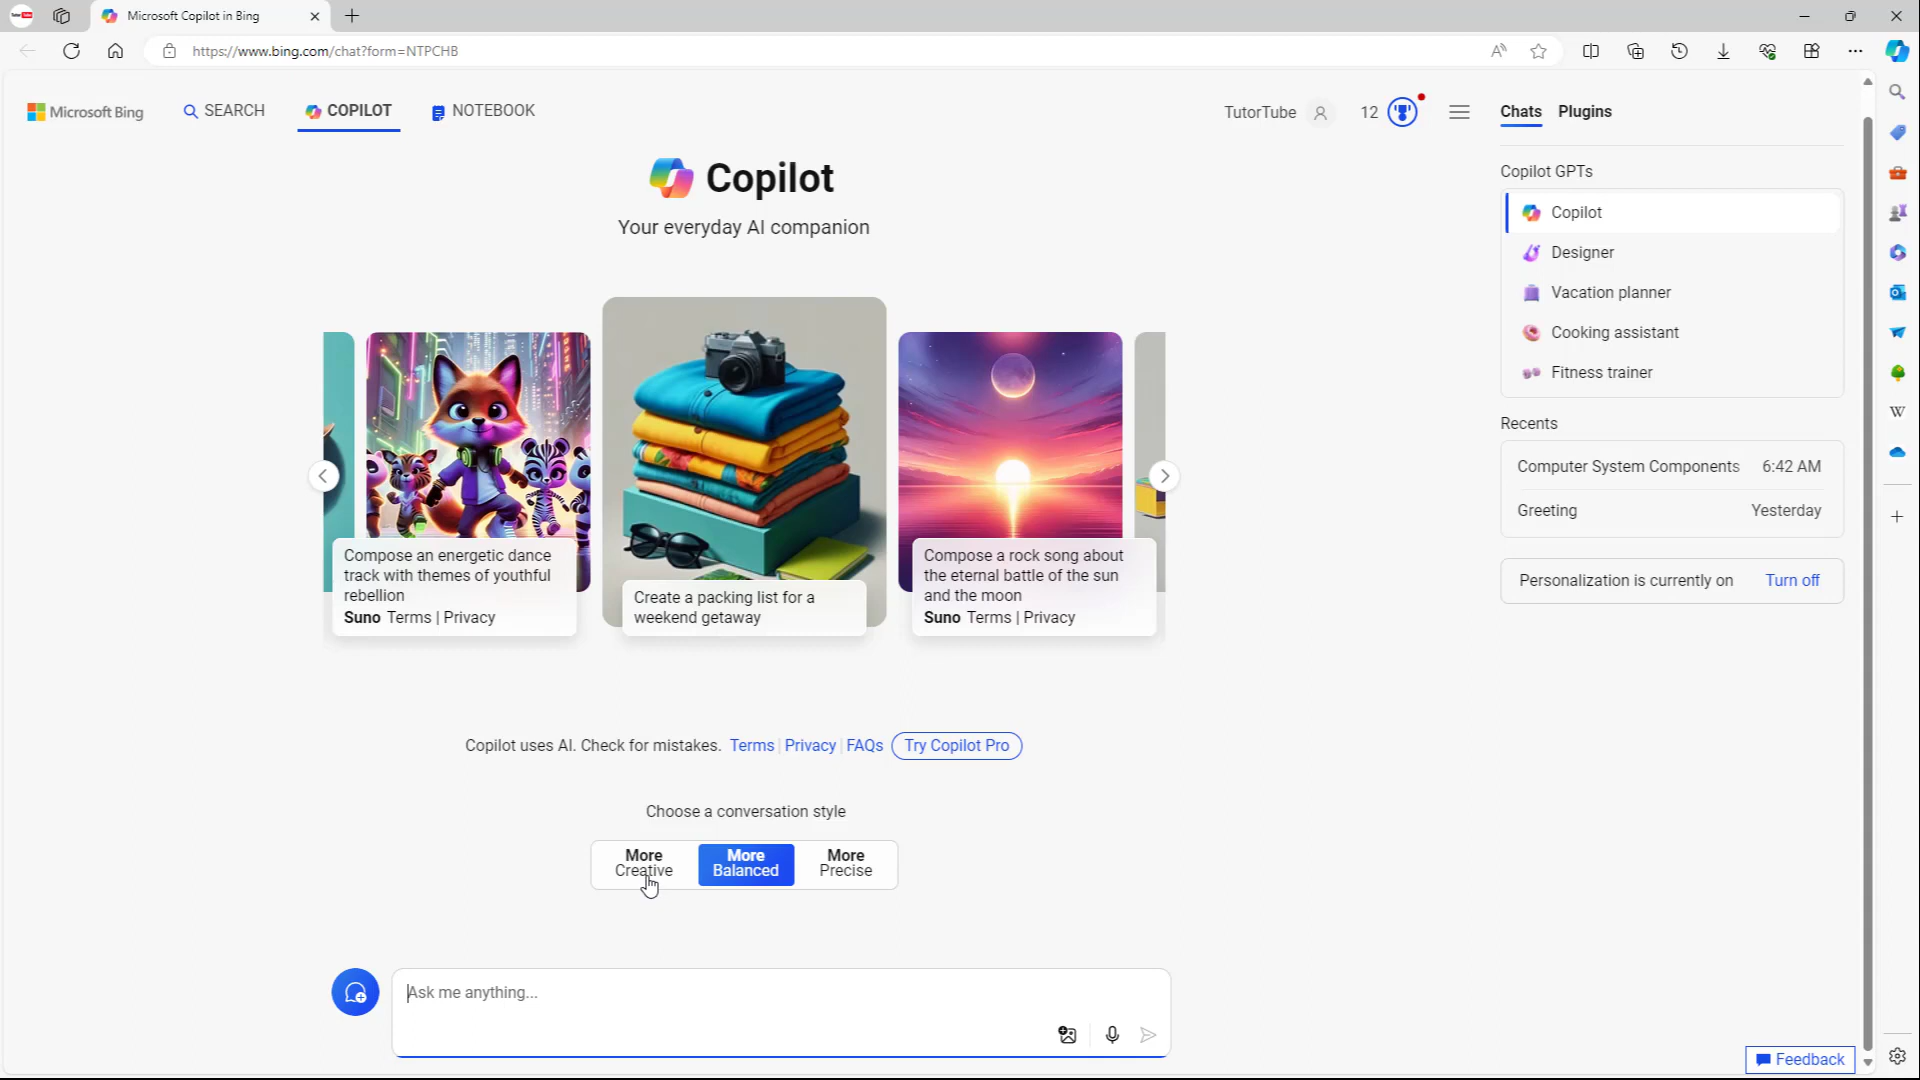 Microsoft Copilot in Bing
https://www.bing.com/chat?form=NTPCHB
Microsoft Bing
SEARCH
COPILOT
NOTEBOOK
TutorTube
12
Chats
Plugins
Copilot
Your everyday AI companion
Compose an energetic dance
track with themes of youthful
rebellion
Suno Terms | Privacy
Create a packing list for a
weekend getaway
Compose a rock song about
the eternal battle of the sun
and the moon
Suno Terms | Privacy
Copilot uses AI. Check for mistakes. Terms | Privacy | FAQs
Try Copilot Pro
Choose a conversation style
More
Creative
More
Balanced
More
Precise
Ask me anything...
Copilot GPTs
Copilot
Designer
Vacation planner
Cooking assistant
Fitness trainer
Recents
Computer System Components 6:42 AM
Greeting Yesterday
Personalization is currently on Turn off
W
Feedback